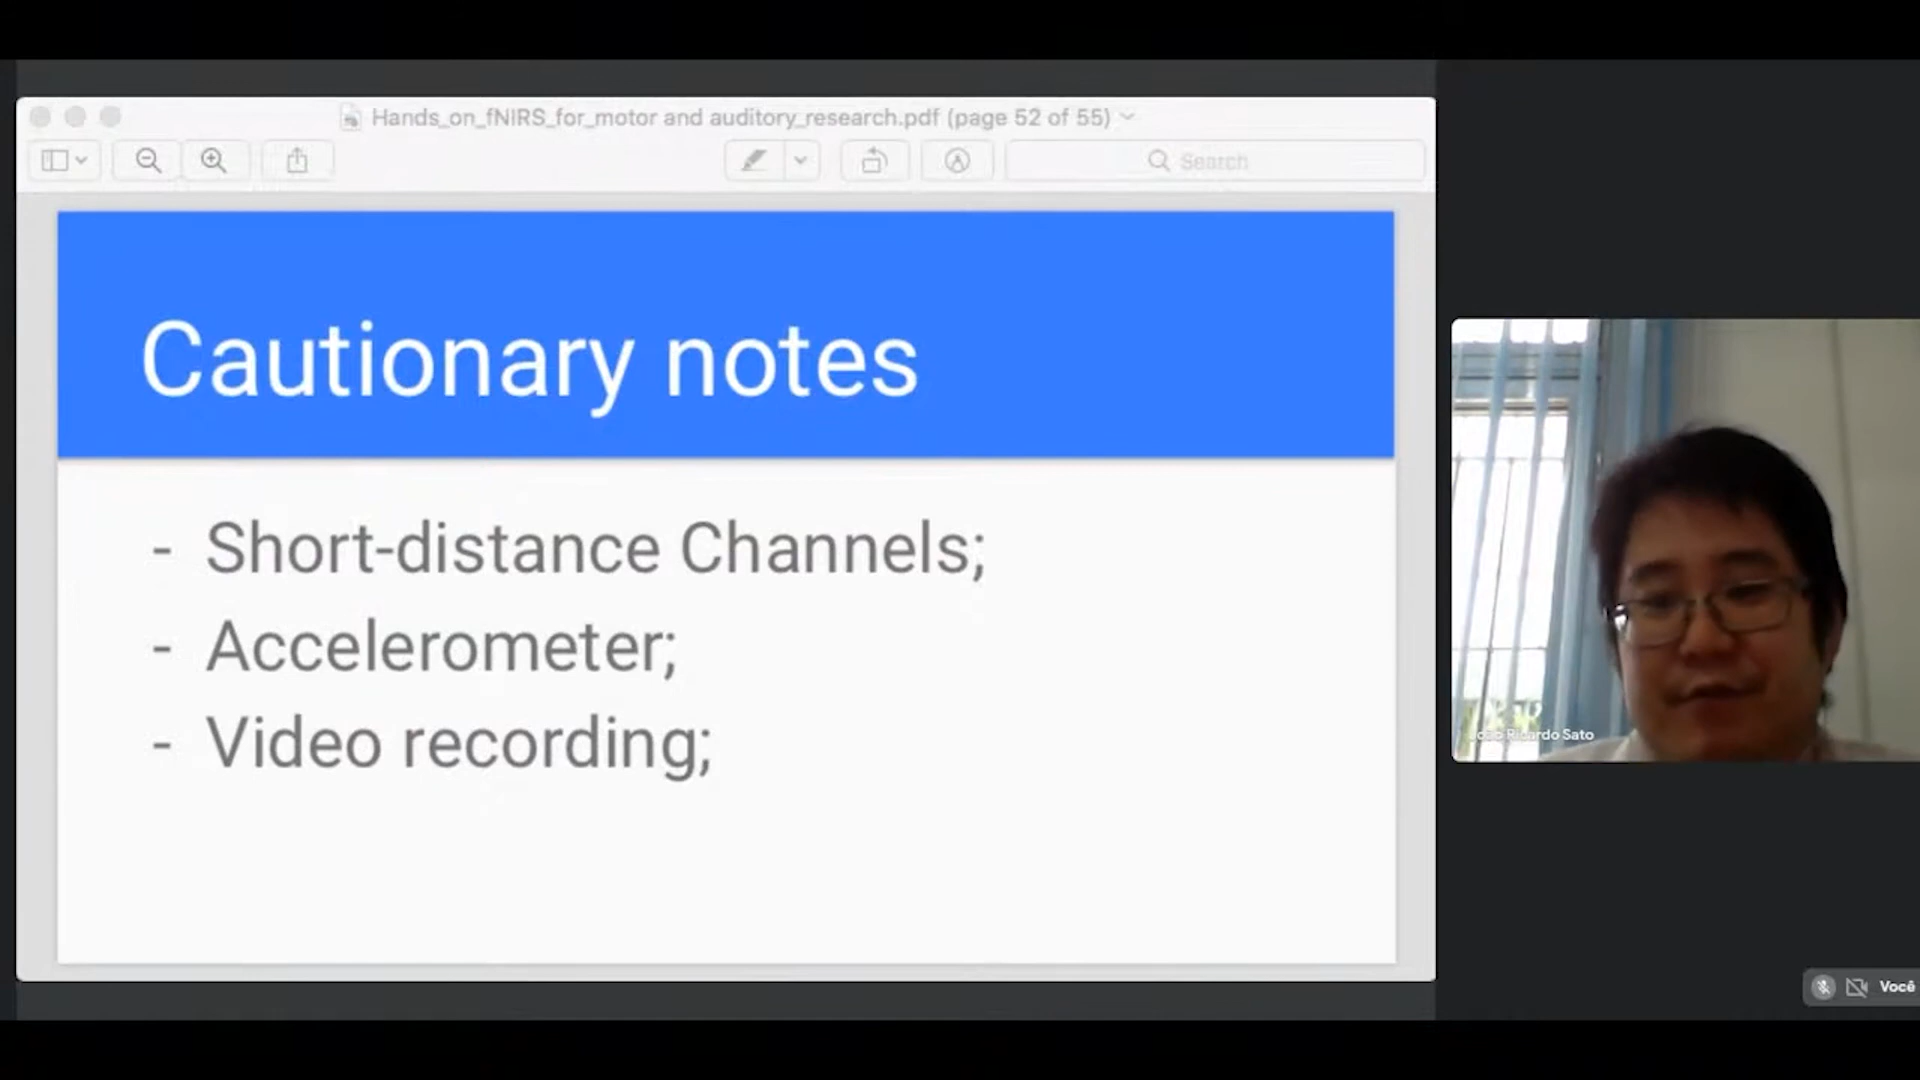 Hands_on_fNIRS_for_motor and auditory_research.pdf (page 52 of 55)
Search
Cautionary notes
- Short-distance Channels;
- Accelerometer;
- Video recording;
João Ricardo Sato
Você